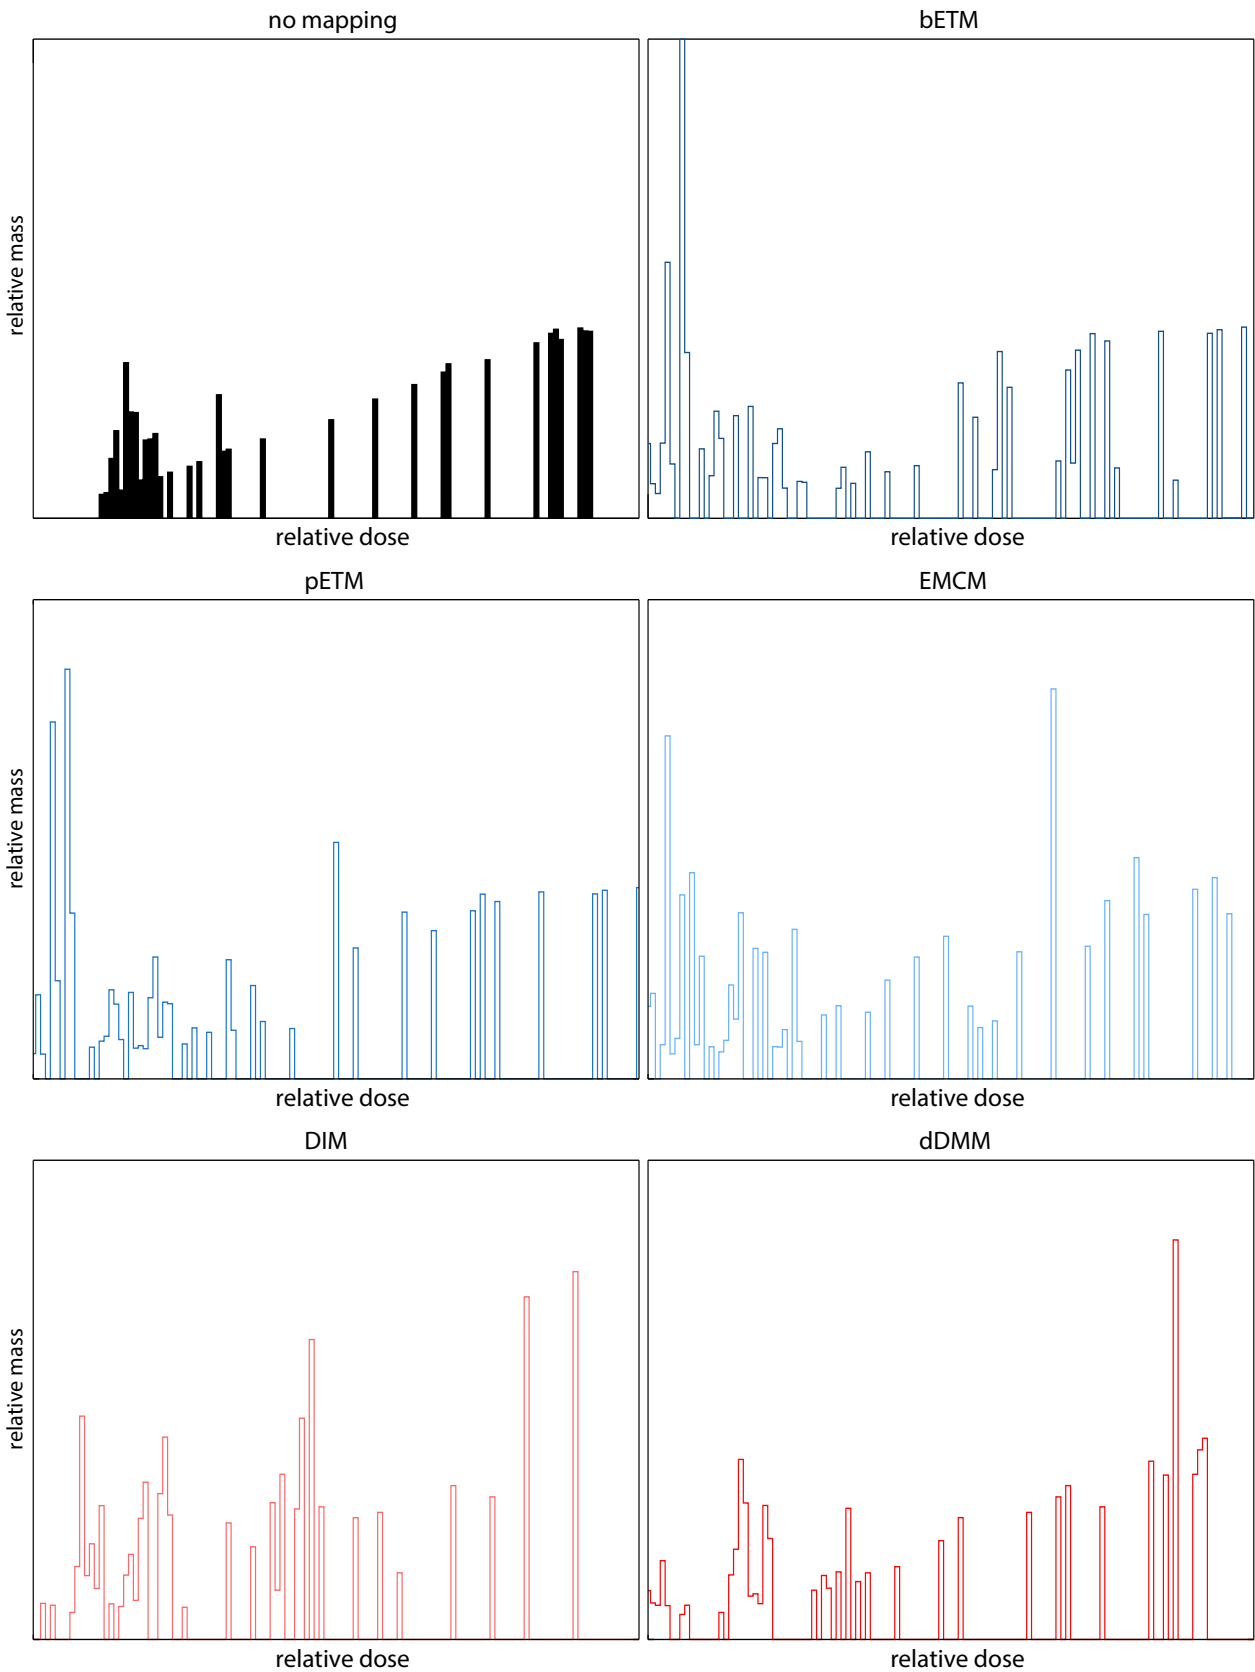 no mapping
bETM
relative mass
relative dose
relative dose
pETM
EMCM
relative mass
relative dose
relative dose
DIM
dDMM
relative mass
relative dose
relative dose